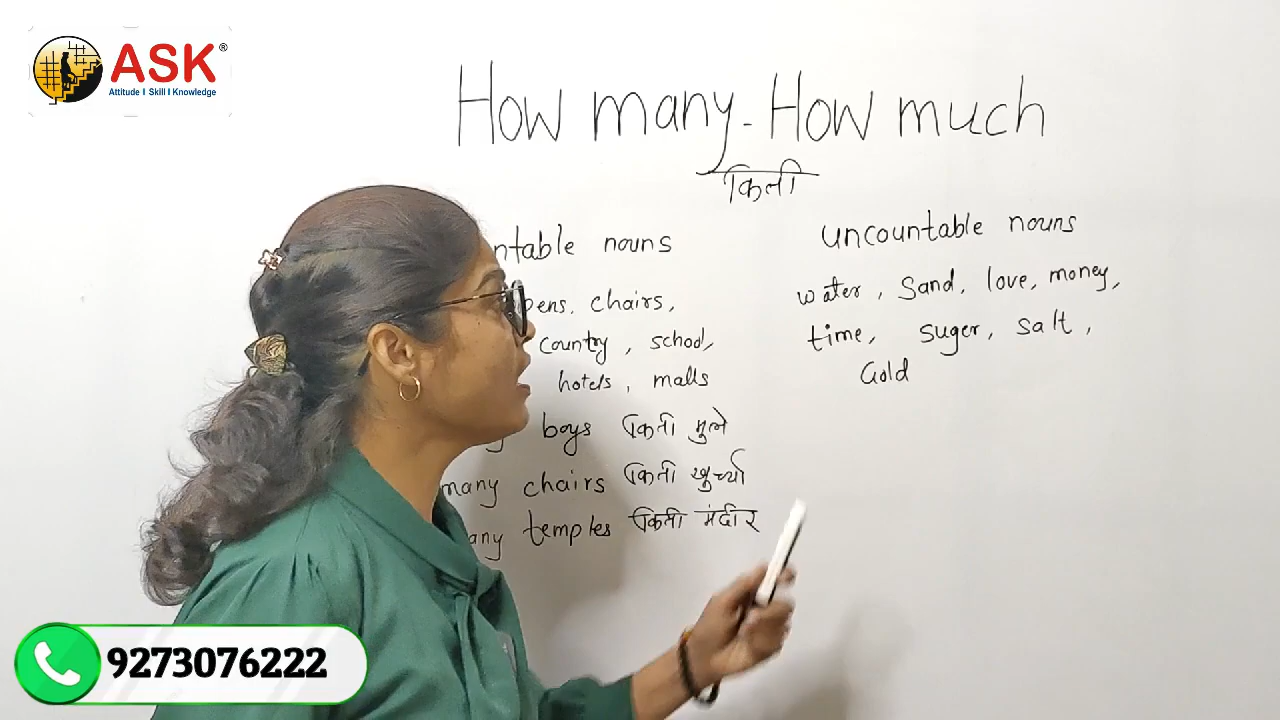 ASK®
Attitude I Skill I Knowledge
How many - How much
किती
ntable nouns
pens, chairs,
country, school,
hotels, malls
boys किती मुले
many chairs किती खुर्च्या
any temples किती मंदीर
uncountable nouns
water, Sand, love, money,
time, suger, salt,
Gold
9273076222